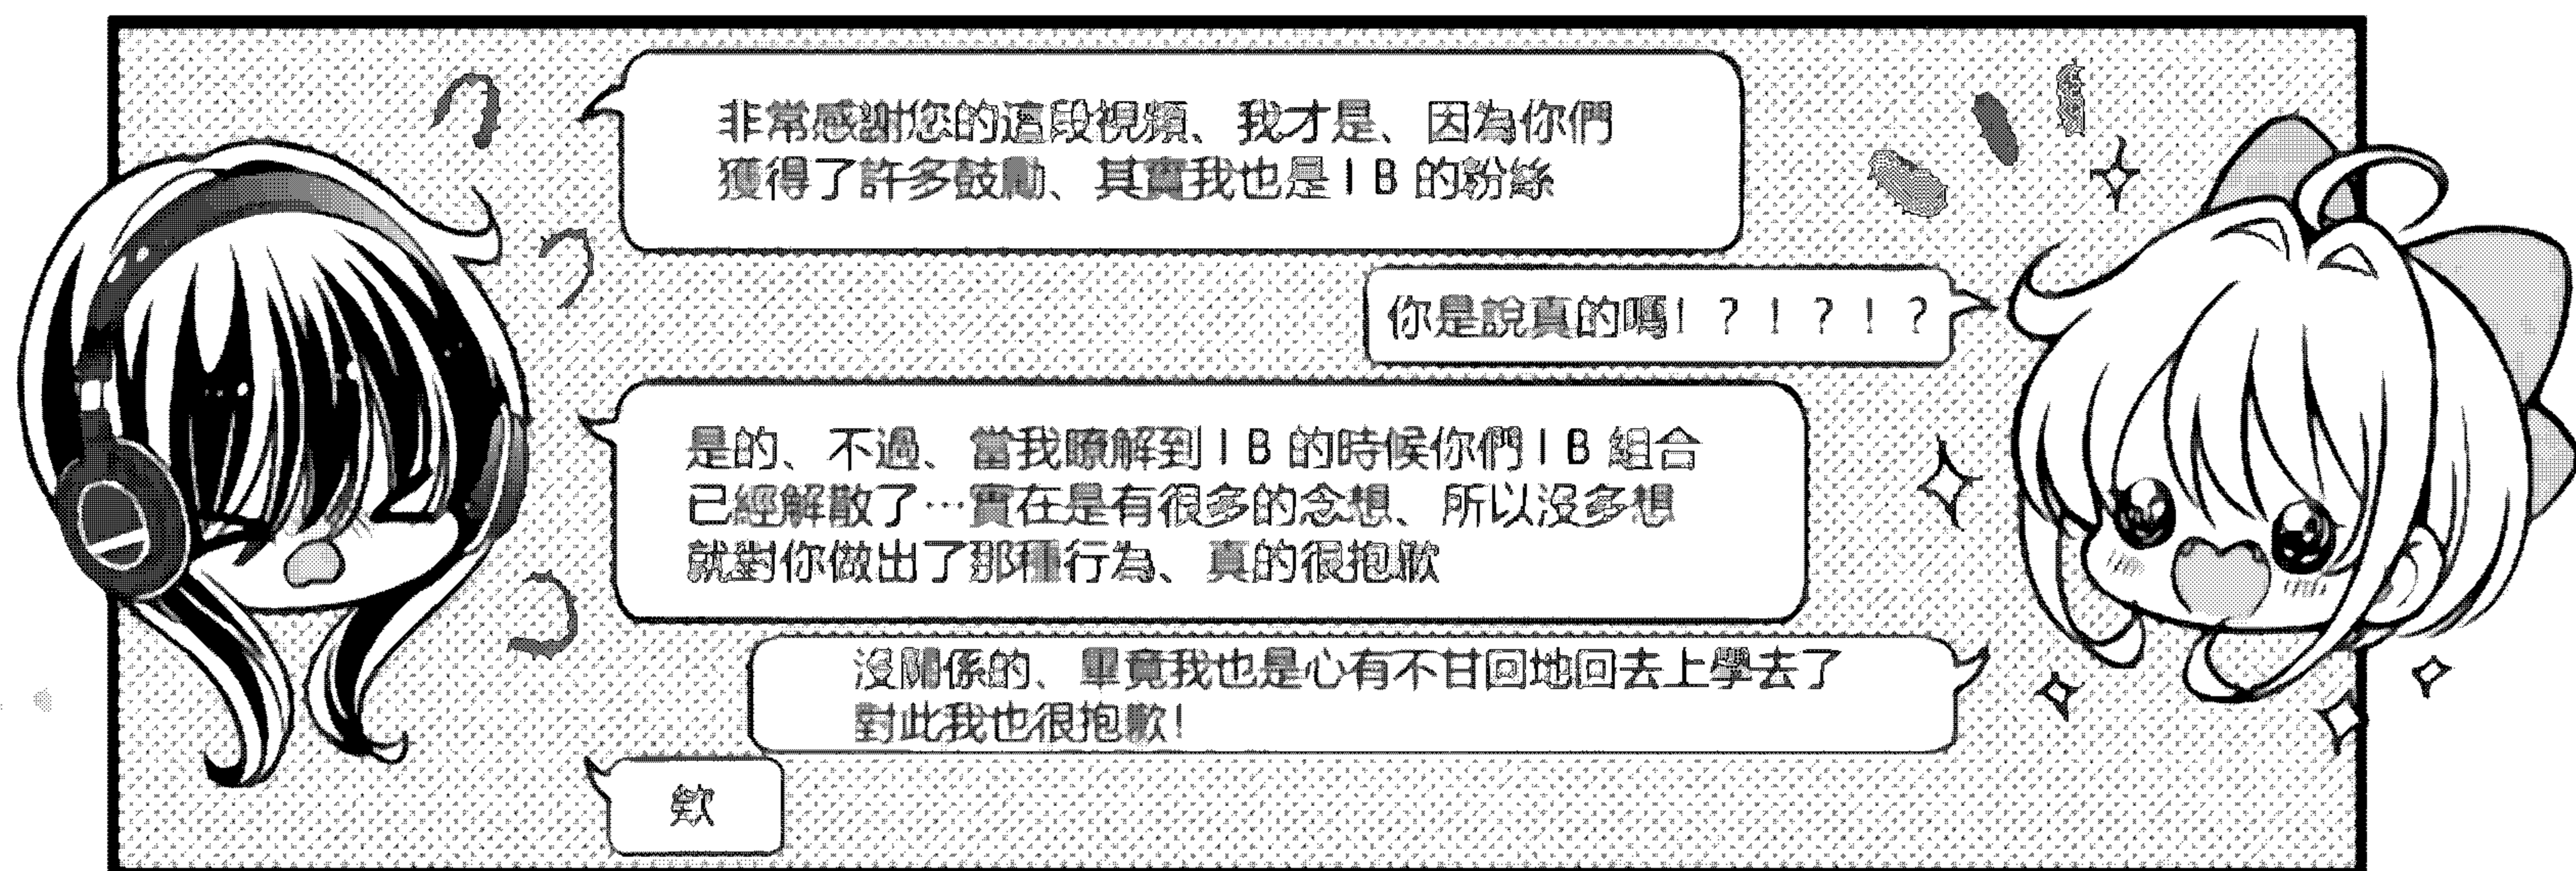 非常感謝您的這段視頻、我才是、因為你們
獲得了許多鼓勵、其實我也是IB的粉絲
你是說真的嗎!?!?!?
是的、不過、當我瞭解到IB的時候你們IB組合
已經解散了…實在是有很多的念想、所以沒多想
就對你做出了那種行為、真的很抱歉
沒關係的、畢竟我也是心有不甘回地回去上學去了
對此我也很抱歉!
欸